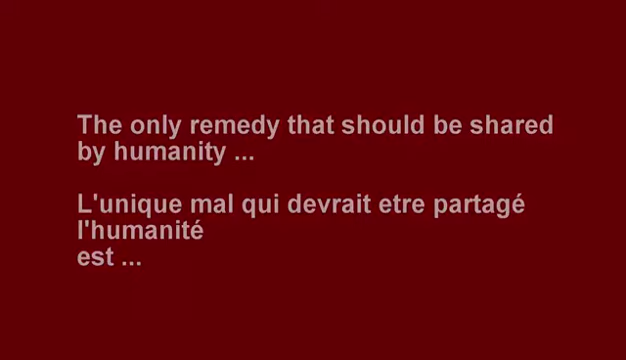 The only remedy that should be shared
by humanity ...
L'unique mal qui devrait etre partagé
l'humanité
est ...